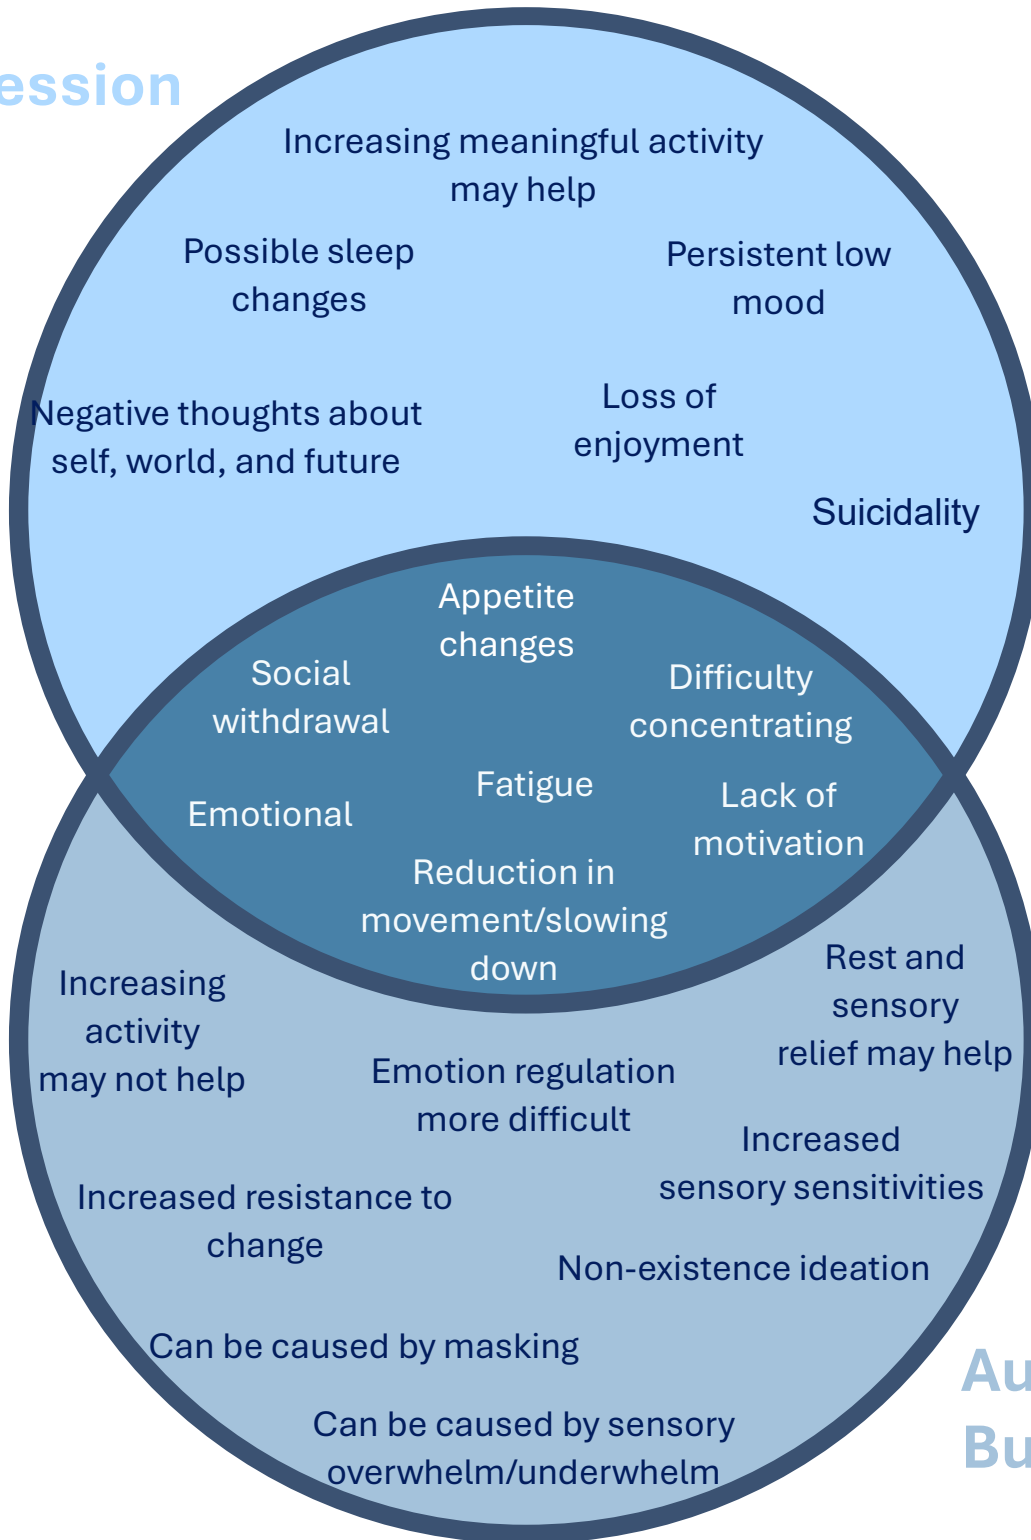 ession
Increasing meaningful activity
may help
Possible sleep
changes
Persistent low
mood
Negative thoughts about
self, world, and future
Loss of
enjoyment
Suicidality
Appetite
changes
Social
withdrawal
Difficulty
concentrating
Fatigue
Emotional
Lack of
motivation
Reduction in
movement/slowing
down
Increasing
activity
may not help
Rest and
sensory
relief may help
Emotion regulation
more difficult
Increased
sensory sensitivities
Increased resistance to
change
Non-existence ideation
Can be caused by masking
Au
Bu
Can be caused by sensory
overwhelm/underwhelm